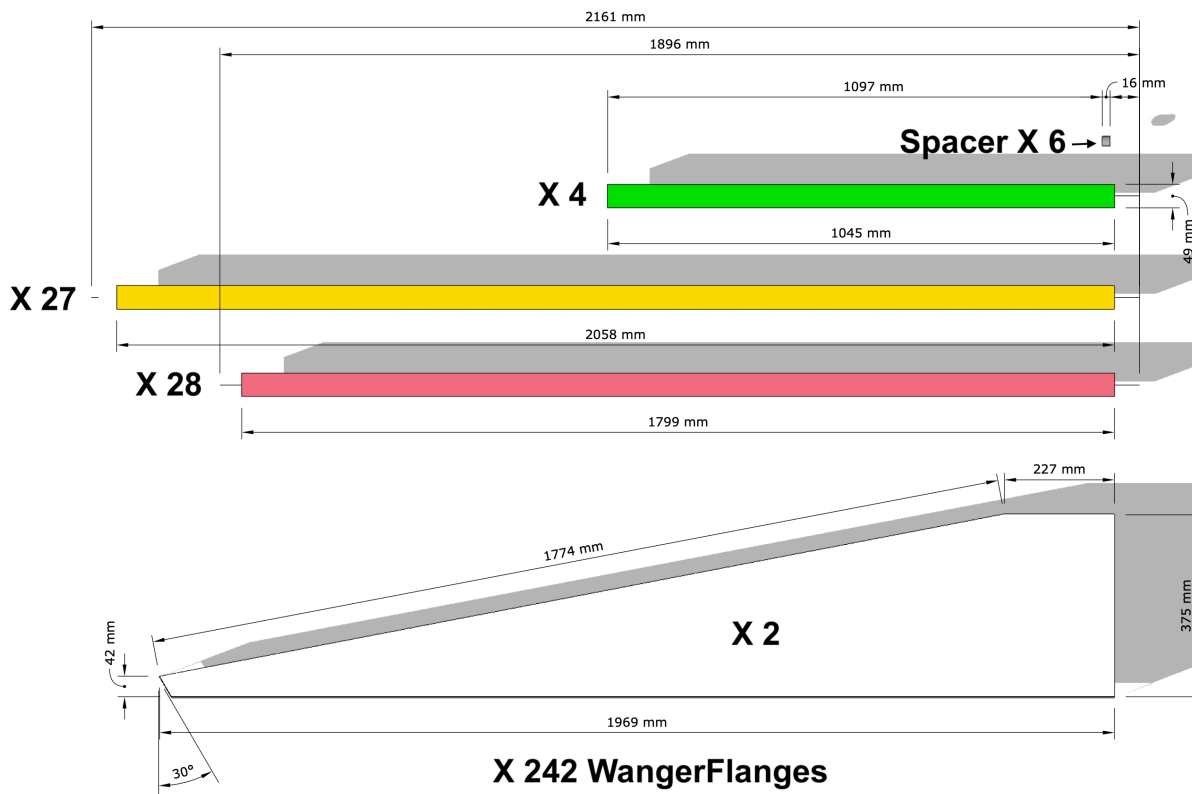 2161 mm
1896 mm
1097 mm
16 mm
Spacer X 6
X 4
49 mm
1045 mm
X 27
2058 mm
X 28
1799 mm
227 mm
1774 mm
375 mm
X 2
42 mm
1969 mm
30°
X 242 WangerFlanges